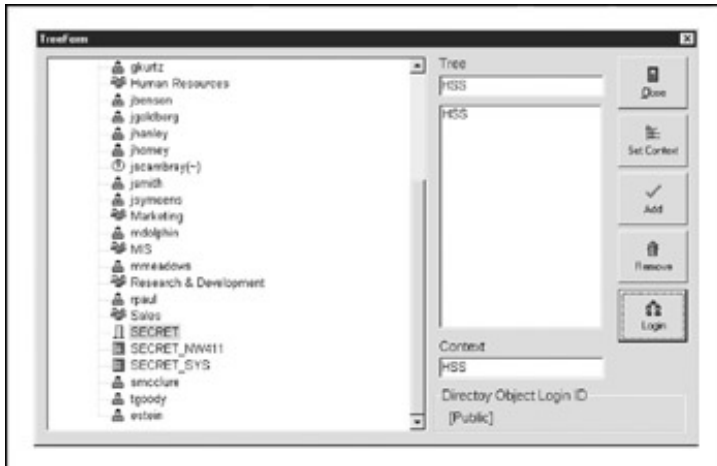 TreeForm
gkurtz
Human Resources
jbenson
jgoldberg
jhanley
jhomey
jscambray(~)
jsmith
jsymoens
Marketing
mdolphin
MIS
mmeadows
Research & Development
rpaul
Sales
SECRET
SECRET_NW411
SECRET_SYS
smcclure
tgoody
estein
Tree
HSS
HSS
Context
HSS
Directoy Object Login ID
[Public]
Close
Set Context
Add
Remove
Login